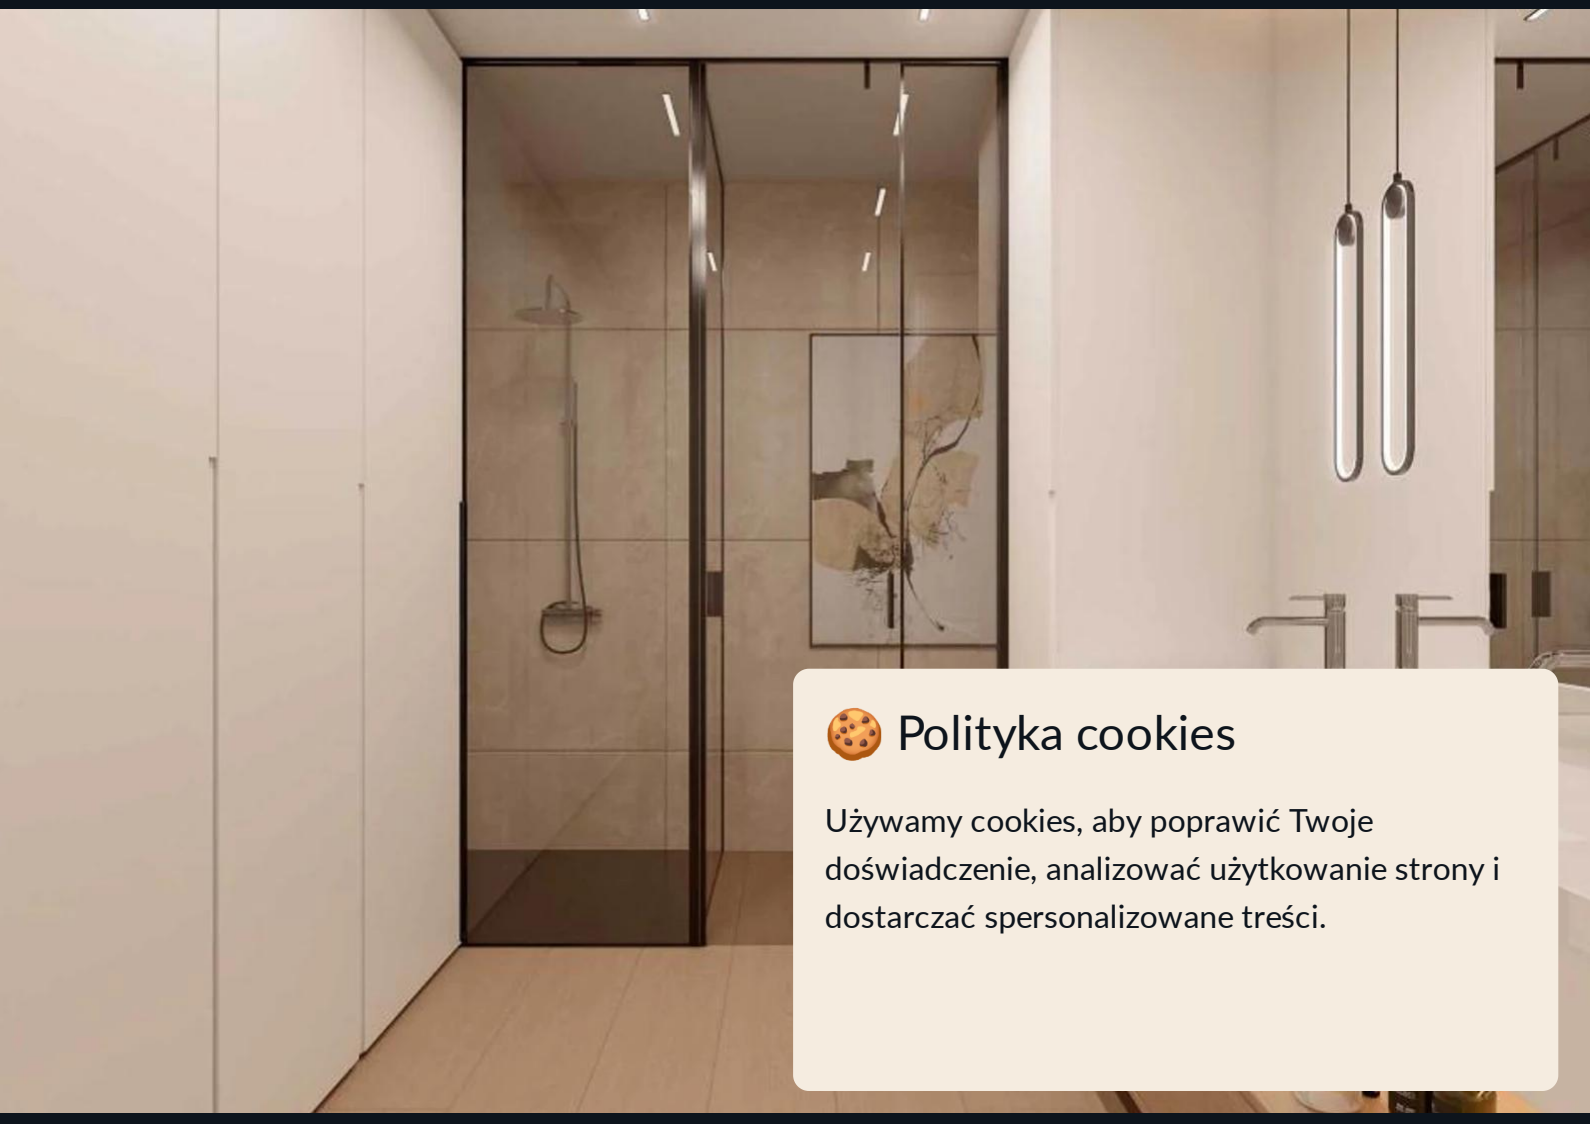 🍪 Polityka cookies
Używamy cookies, aby poprawić Twoje
doświadczenie, analizować użytkowanie strony i
dostarczać spersonalizowane treści.